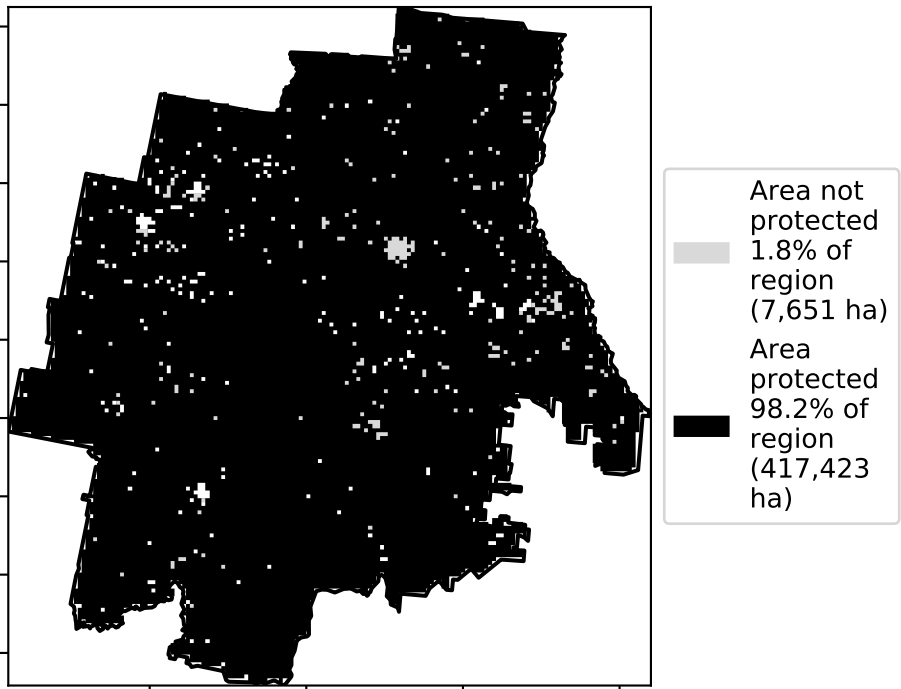 Area not
protected
1.8% of
region
(7,651 ha)
Area
protected
98.2% of
region
(417,423
ha)